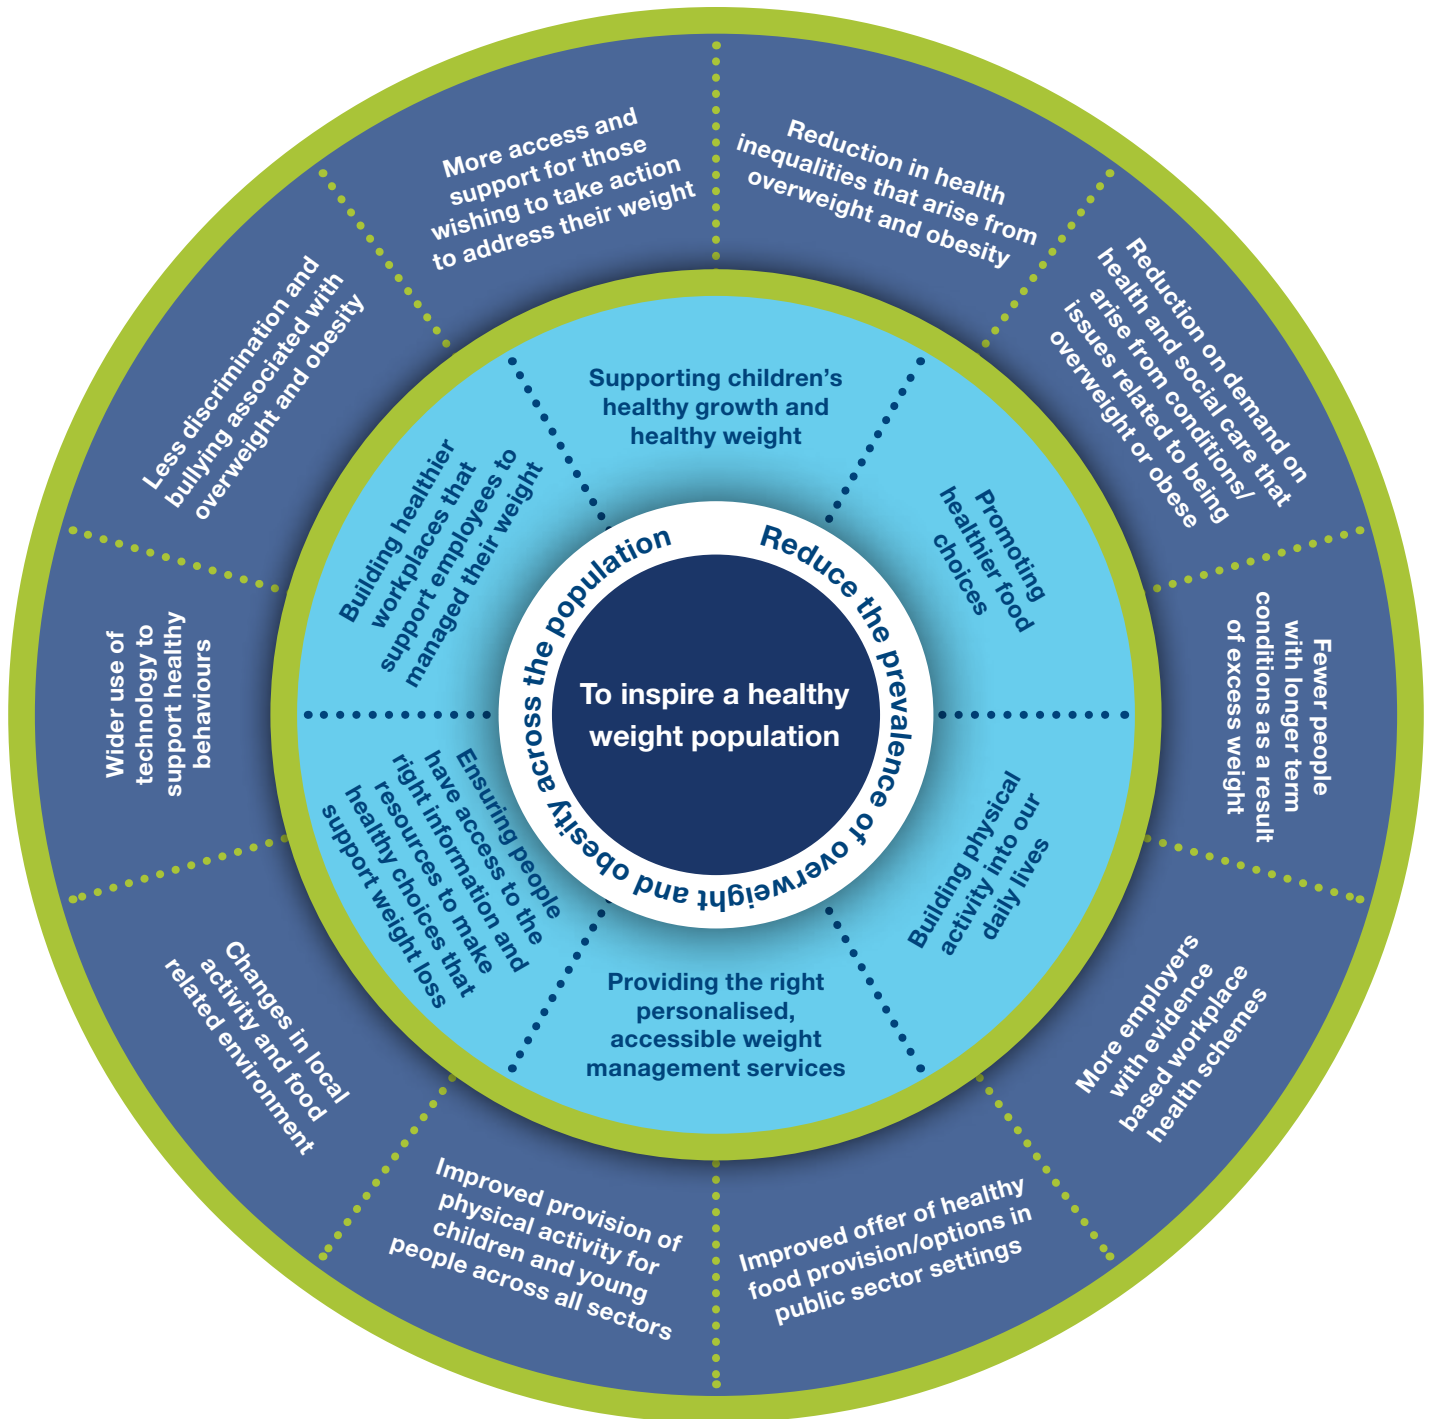 To inspire a healthy
weight population
Reduce the prevalence of overweight and obesity across the population
Supporting children's
healthy growth and
healthy weight
Promoting
healthier food
choices
Building physical
activity into our
daily lives
Providing the right
personalised,
accessible weight
management services
Ensuring people
have access to the
right information and
resources to make
healthy choices that
support weight loss
Building healthier
workplaces that
support employees to
managed their weight
Reduction in health
inequalities that arise from
overweight and obesity
Reduction on demand on
health and social care that
arise from conditions/
issues related to being
overweight or obese
Fewer people
with longer term
conditions as a result
of excess weight
More employers
with evidence
based workplace
health schemes
Improved offer of healthy
food provision/options in
public sector settings
Improved provision of
physical activity for
children and young
people across all sectors
Changes in local
activity and food
related environment
Wider use of
technology to
support healthy
behaviours
Less discrimination and
bullying associated with
overweight and obesity
More access and
support for those
wishing to take action
to address their weight